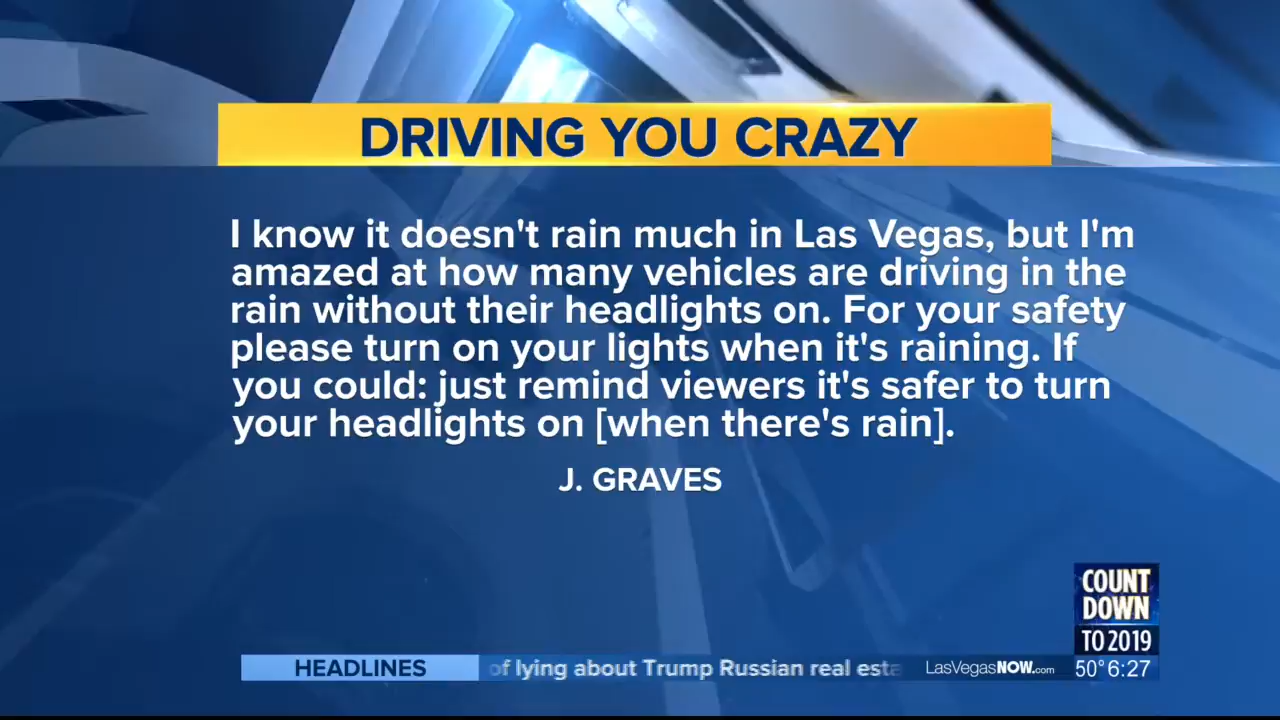 DRIVING YOU CRAZY
I know it doesn't rain much in Las Vegas, but I'm
amazed at how many vehicles are driving in the
rain without their headlights on. For your safety
please turn on your lights when it's raining. If
you could: just remind viewers it's safer to turn
your headlights on [when there's rain].
J. GRAVES
COUNT
DOWN
TO 2019
HEADLINES of lying about Trump Russian real esta LasVegasNOW.com 50° 6:27